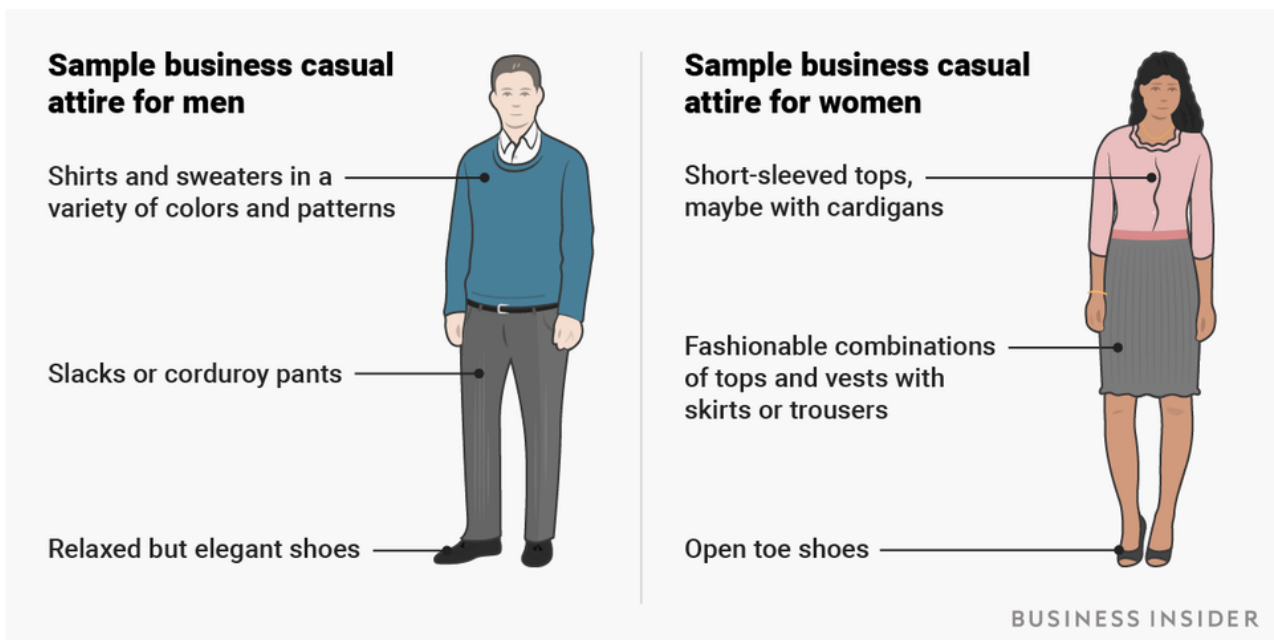 Sample business casual
attire for men
Shirts and sweaters in a
variety of colors and patterns
Slacks or corduroy pants
Relaxed but elegant shoes
Sample business casual
attire for women
Short-sleeved tops,
maybe with cardigans
Fashionable combinations
of tops and vests with
skirts or trousers
Open toe shoes
BUSINESS INSIDER